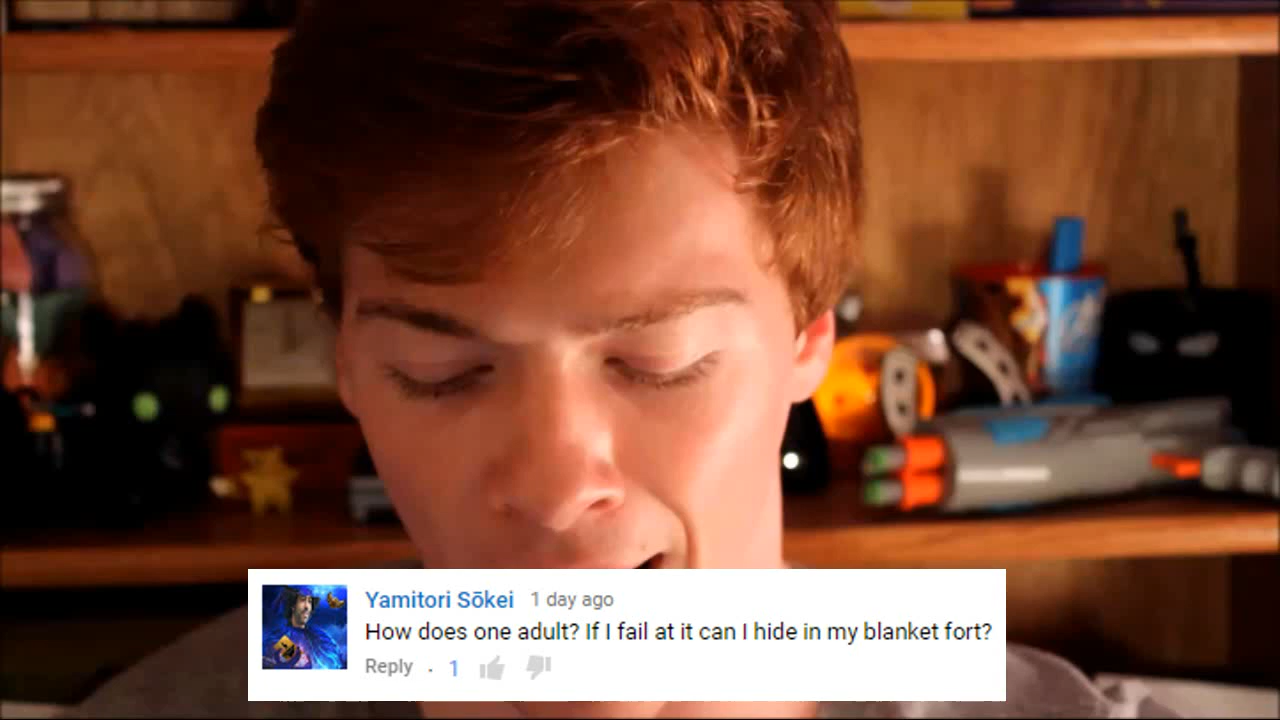 Yamitori Sōkei 1 day ago
How does one adult? If I fail at it can I hide in my blanket fort?
Reply . 1